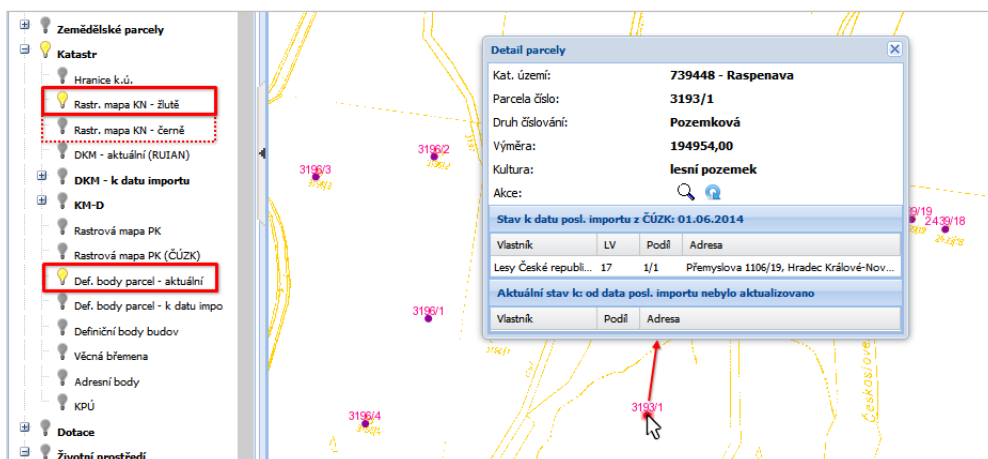 Zemědělské parcely
Katastr
Hranice k.ú.
Rastr. mapa KN - žlutě
Rastr. mapa KN - černě
DKM - aktuální (RUIAN)
DKM - k datu importu
KM-D
Rastrová mapa PK
Rastrová mapa PK (ČÚZK)
Def. body parcel - aktuální
Def. body parcel - k datu impo
Definiční body budov
Věcná břemena
Adresní body
KPÚ
Dotace
Životní prostředí
3196/2
3196/3
3196/1
3196/4
3193/1
2439/18
Detail parcely
Kat. území: 739448 - Raspenava
Parcela číslo: 3193/1
Druh číslování: Pozemková
Výměra: 194954,00
Kultura: lesní pozemek
Akce:
Stav k datu posl. importu z ČÚZK: 01.06.2014
Vlastník LV Podíl Adresa
Lesy České republi... 17 1/1 Přemyslova 1106/19, Hradec Králové-Nov...
Aktuální stav k: od data posl. importu nebylo aktualizovano
Vlastník Podíl Adresa